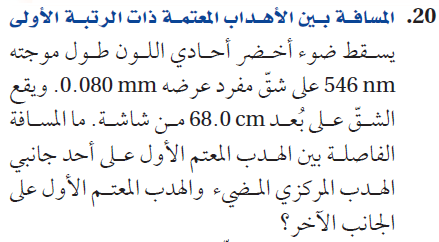 20. المسافة بين الأهداب المعتمة ذات الرتبة الأولى
يسقط ضوء أخضر أحادي اللون طول موجته
546 nm على شقّ مفرد عرضه 0.080 mm. ويقع
الشقّ على بُعد 68.0 cm من شاشة. ما المسافة
الفاصلة بين الهدب المعتم الأول على أحد جانبي
الهدب المركزي المضيء والهدب المعتم الأول على
الجانب الآخر؟